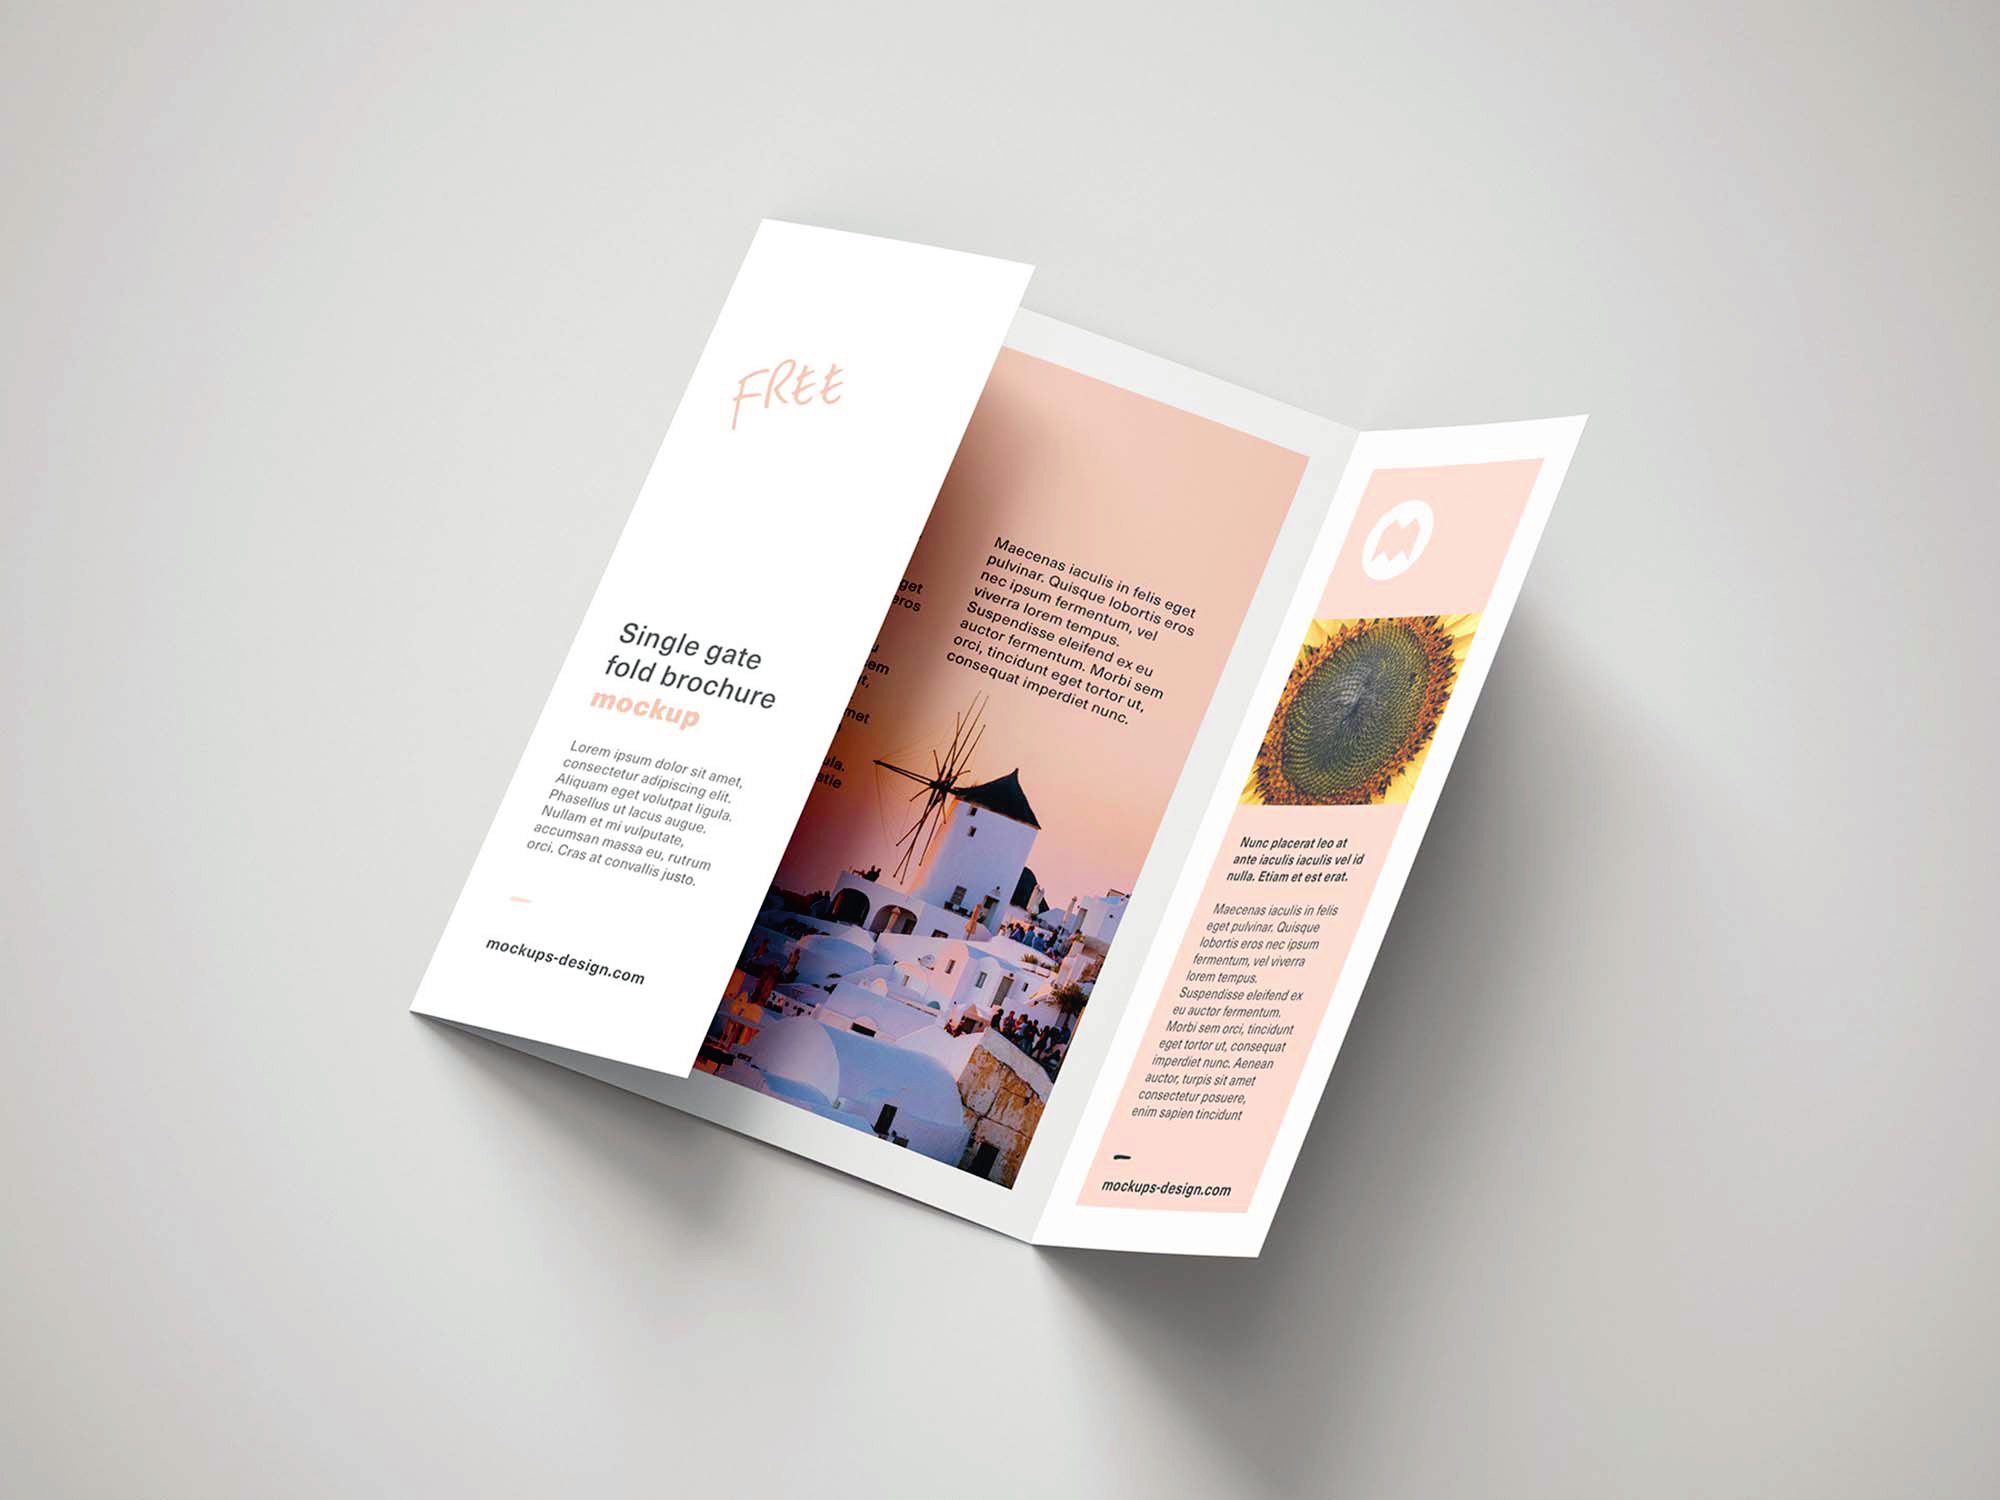 FREE
Single gate
fold brochure
mockup
Lorem ipsum dolor sit amet,
consectetur adipiscing elit.
Aliquam eget volutpat ligula.
Phasellus ut lacus augue.
Nullam et mi vulputate,
accumsan massa eu, rutrum
orci. Cras at convallis justo.
mockups-design.com
get
eros
u
sem
t,
met
ula.
stie
Maecenas iaculis in felis eget
pulvinar. Quisque lobortis eros
nec ipsum fermentum, vel
viverra lorem tempus.
Suspendisse eleifend ex eu
auctor fermentum. Morbi sem
orci, tincidunt eget tortor ut,
consequat imperdiet nunc.
M
Nunc placerat leo at
ante iaculis iaculis vel id
nulla. Etiam et est erat.
Maecenas iaculis in felis
eget pulvinar. Quisque
lobortis eros nec ipsum
fermentum, vel viverra
lorem tempus.
Suspendisse eleifend ex
eu auctor fermentum.
Morbi sem orci, tincidunt
eget tortor ut, consequat
imperdiet nunc. Aenean
auctor, turpis sit amet
consectetur posuere,
enim sapien tincidunt
mockups-design.com